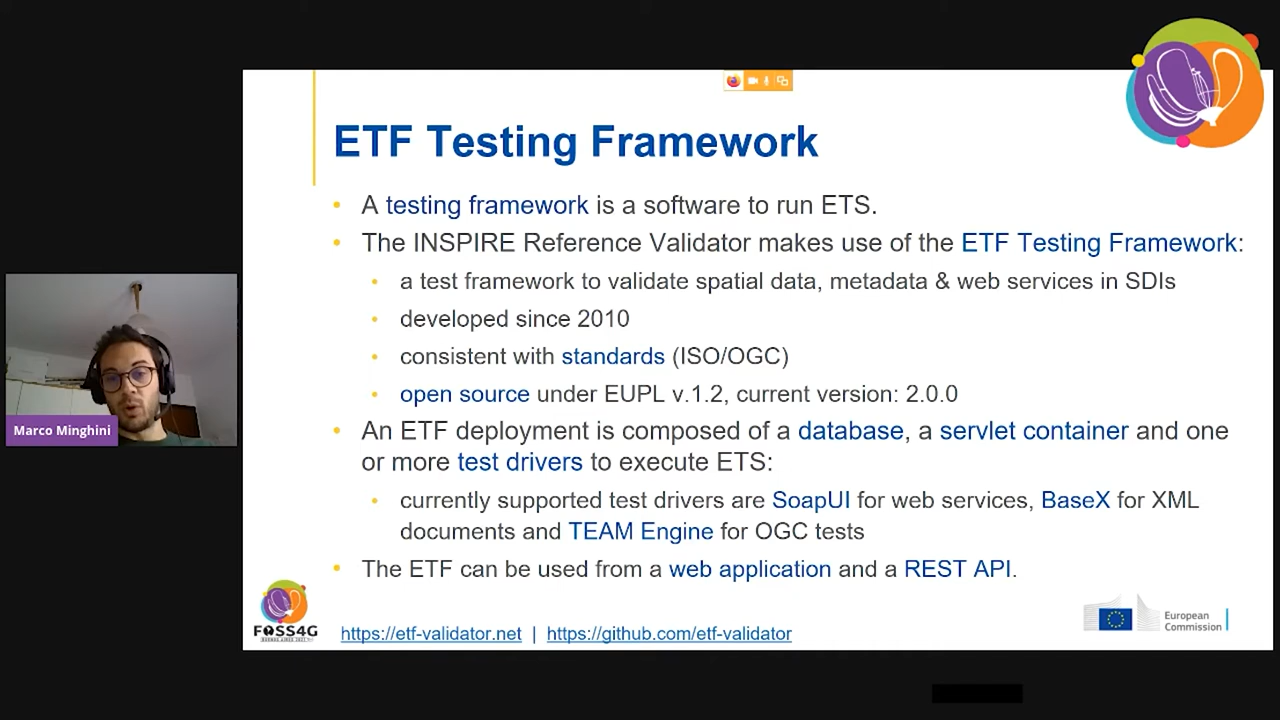 ETF Testing Framework
• A testing framework is a software to run ETS.
• The INSPIRE Reference Validator makes use of the ETF Testing Framework:
• a test framework to validate spatial data, metadata & web services in SDIs
• developed since 2010
• consistent with standards (ISO/OGC)
• open source under EUPL v.1.2, current version: 2.0.0
• An ETF deployment is composed of a database, a servlet container and one
or more test drivers to execute ETS:
• currently supported test drivers are SoapUI for web services, BaseX for XML
documents and TEAM Engine for OGC tests
• The ETF can be used from a web application and a REST API.
Marco Minghini
FOSS4G
BUENOS AIRES 2021
https://etf-validator.net | https://github.com/etf-validator
European
Commission